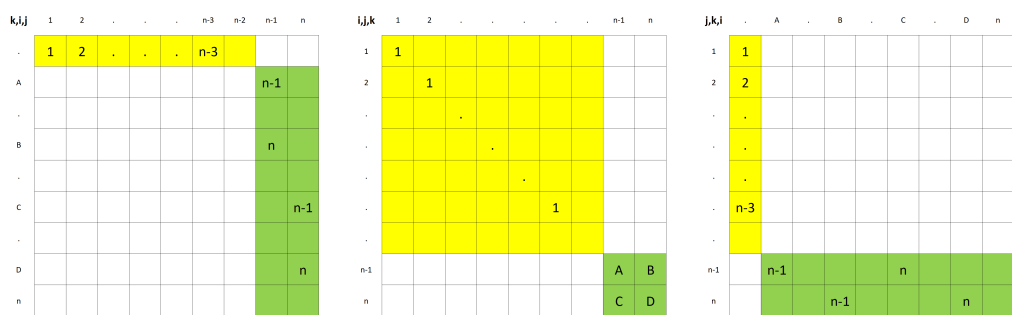 k,i,j 1 2 . . . . n-3 n-2 n-1 n
. 1 2 . . . n-3
A n-1
.
B n
.
C n-1
.
D n
n
i,j,k 1 2 . . . . . n-1 n
1 1
2 1
. .
. .
. .
. 1
.
n-1 A B
n C D
j,k,i . A . B . C . D n
1 1
2 2
. .
. .
. .
. n-3
.
n-1 n-1 n
n n-1 n